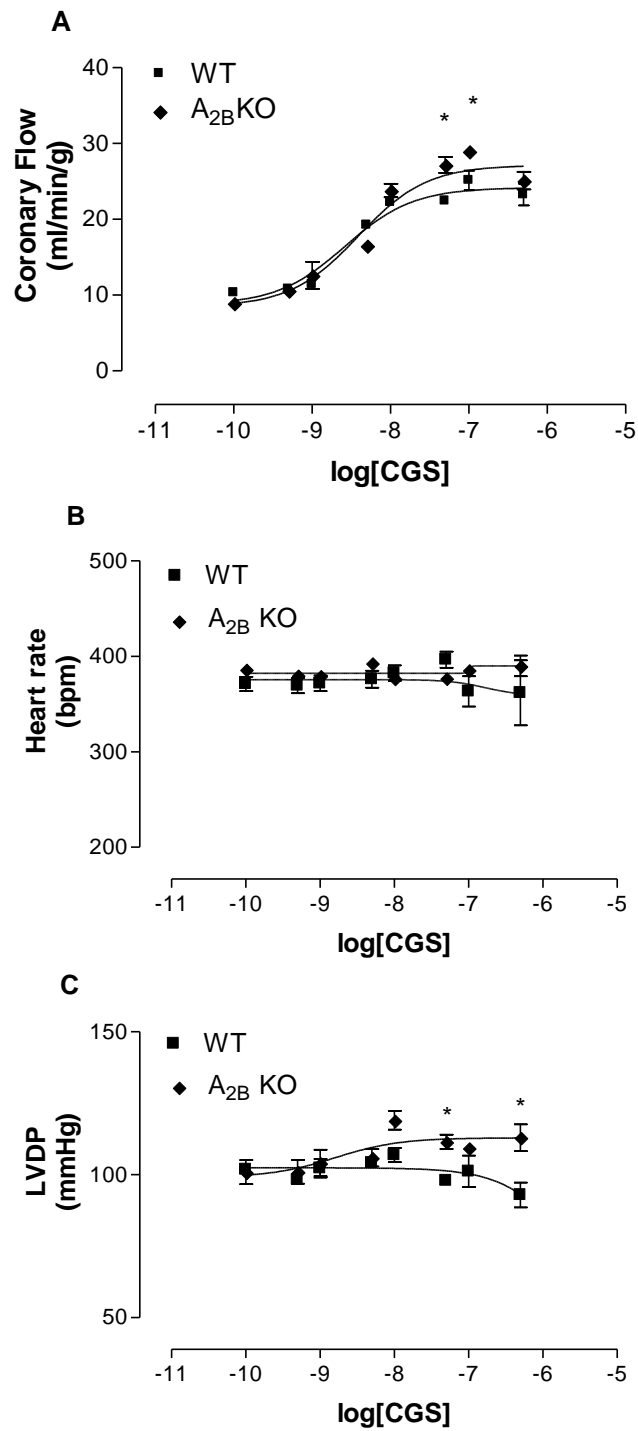 A
WT
A₂BKO
* *
Coronary Flow
(ml/min/g)
40
30
20
10
0
-11 -10 -9 -8 -7 -6 -5
log[CGS]
B
WT
A₂B KO
Heart rate
(bpm)
500
400
300
200
-11 -10 -9 -8 -7 -6 -5
log[CGS]
C
WT
A₂B KO
* *
LVDP
(mmHg)
150
100
50
-11 -10 -9 -8 -7 -6 -5
log[CGS]